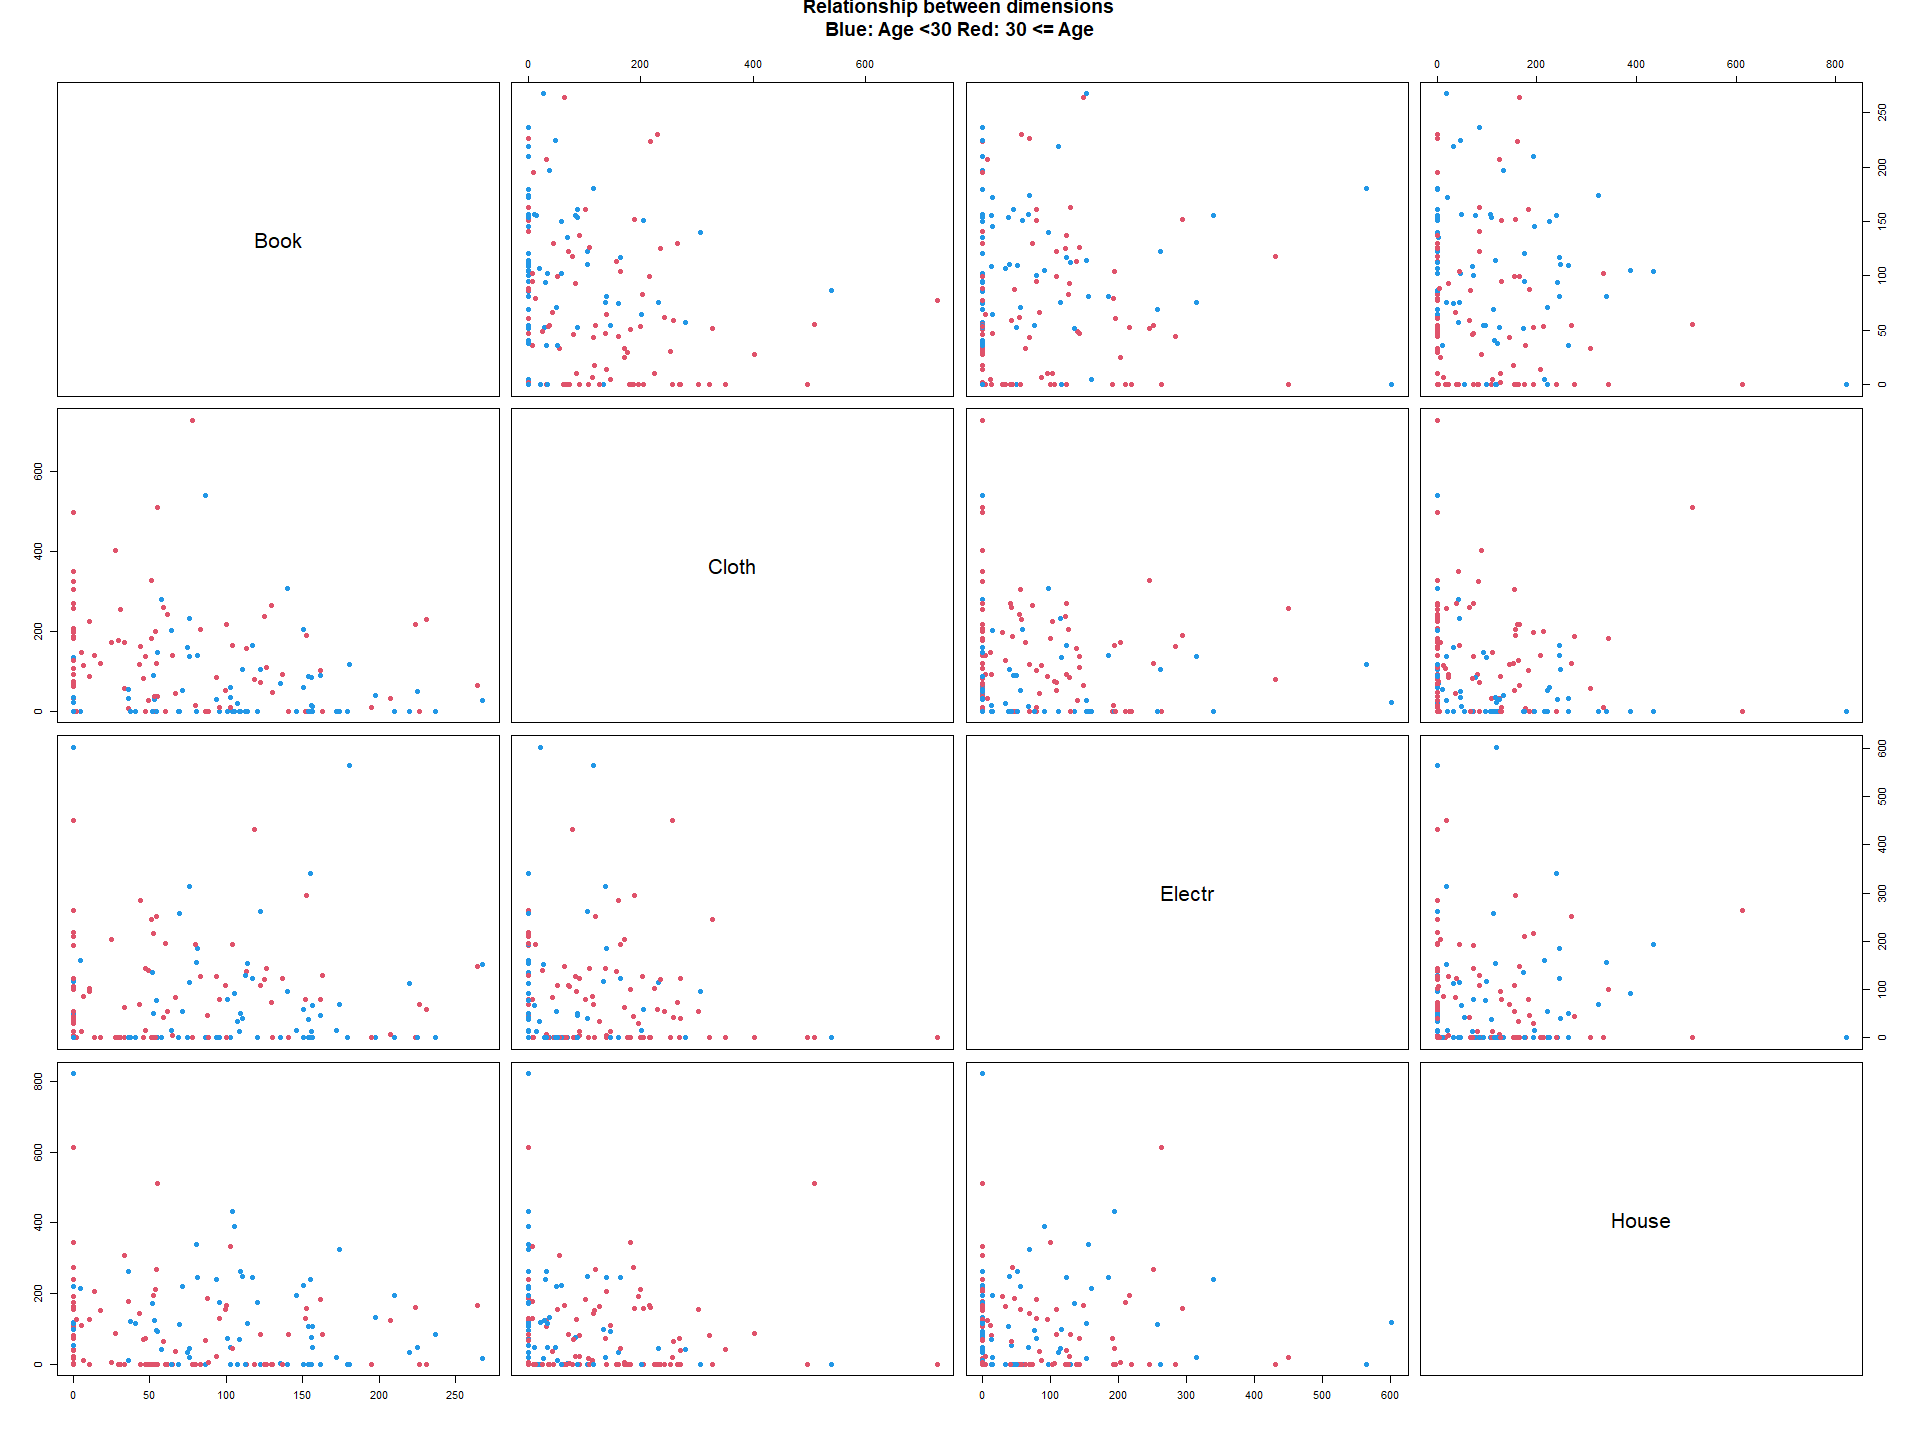 Relationship between dimensions
Blue: Age <30 Red: 30 <= Age
0 200 400 600
0 200 400 600 800
Book
0 50 100 150 200 250
Cloth
0 200 400 600
Electr
0 100 200 300 400 500 600
House
0 200 400 600 800
0 50 100 150 200 250
0 100 200 300 400 500 600